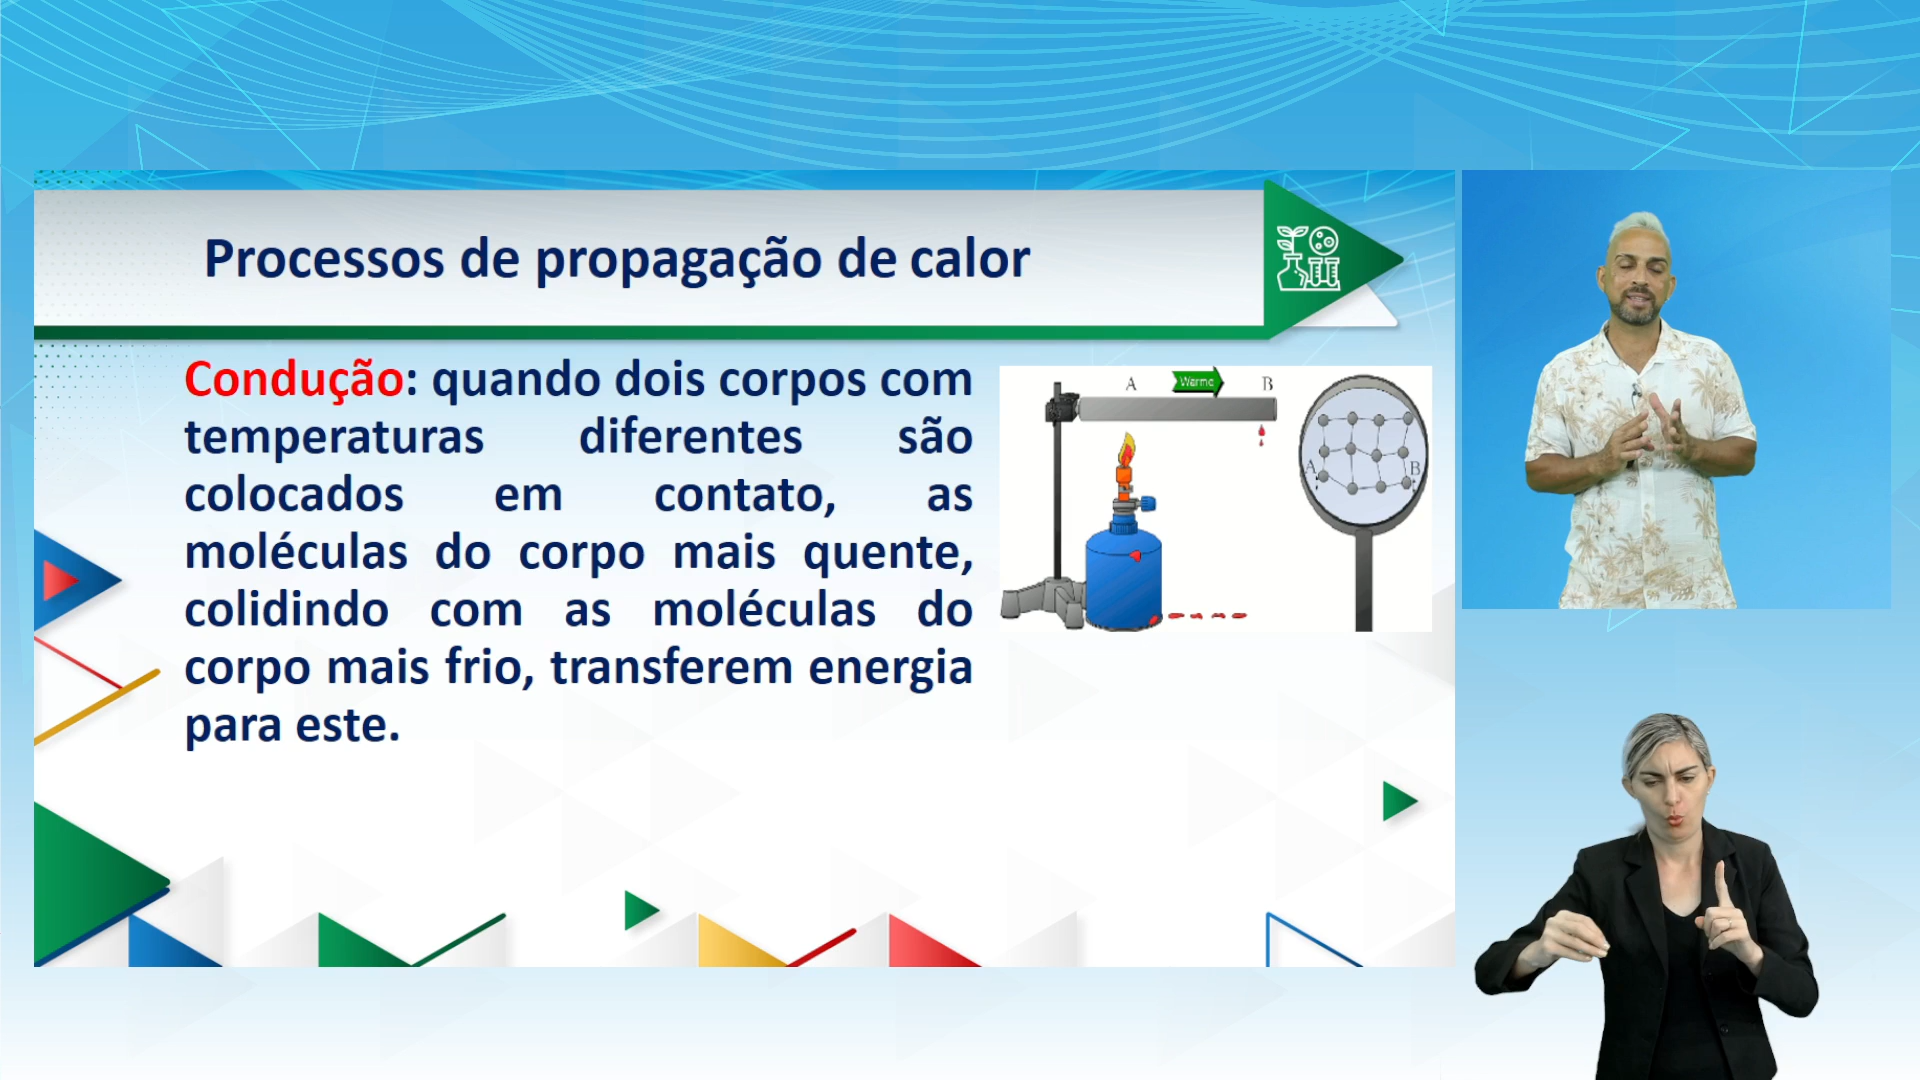 Processos de propagação de calor
Condução: quando dois corpos com
temperaturas diferentes são
colocados em contato, as
moléculas do corpo mais quente,
colidindo com as moléculas do
corpo mais frio, transferem energia
para este.
A Warme B
A B